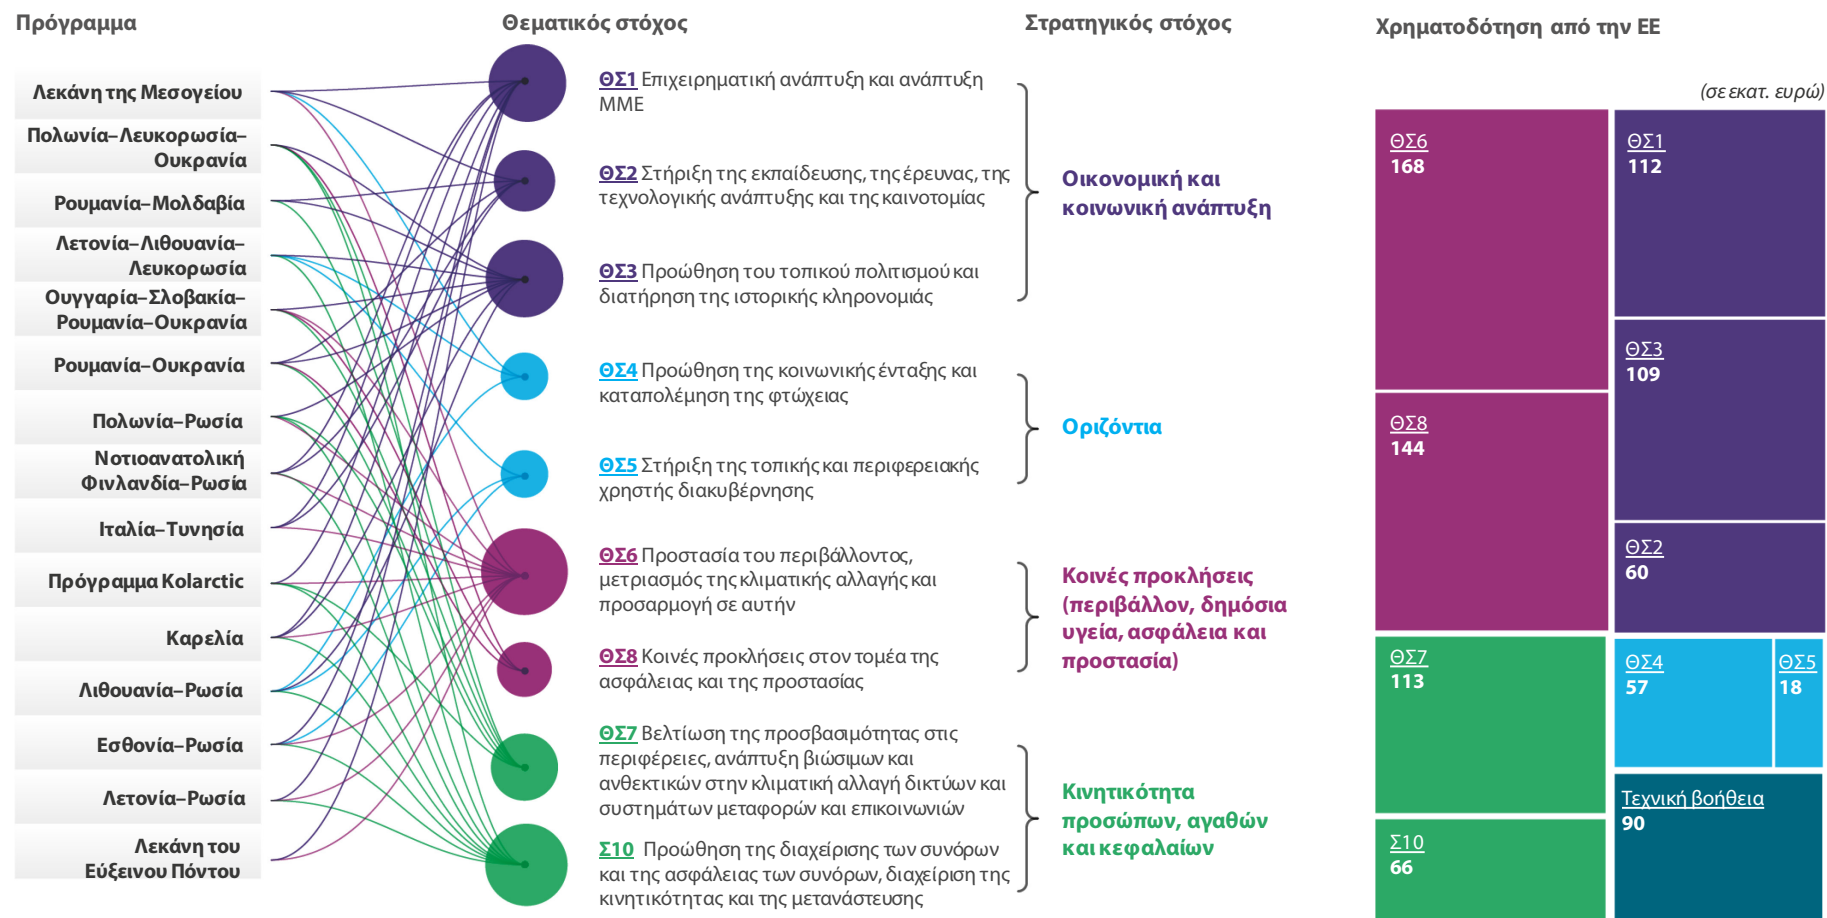 Πρόγραμμα
Θεματικός στόχος
Στρατηγικός στόχος
Χρηματοδότηση από την ΕΕ
(σε εκατ. ευρώ)
Λεκάνη της Μεσογείου
Πολωνία–Λευκορωσία–
Ουκρανία
Ρουμανία–Μολδαβία
Λετονία–Λιθουανία–
Λευκορωσία
Ουγγαρία–Σλοβακία–
Ρουμανία–Ουκρανία
Ρουμανία–Ουκρανία
Πολωνία–Ρωσία
Νοτιοανατολική
Φινλανδία–Ρωσία
Ιταλία–Τυνησία
Πρόγραμμα Kolarctic
Καρελία
Λιθουανία–Ρωσία
Εσθονία–Ρωσία
Λετονία–Ρωσία
Λεκάνη του
Εύξεινου Πόντου
ΘΣ1 Επιχειρηματική ανάπτυξη και ανάπτυξη
ΜΜΕ
ΘΣ2 Στήριξη της εκπαίδευσης, της έρευνας, της
τεχνολογικής ανάπτυξης και της καινοτομίας
ΘΣ3 Προώθηση του τοπικού πολιτισμού και
διατήρηση της ιστορικής κληρονομιάς
ΘΣ4 Προώθηση της κοινωνικής ένταξης και
καταπολέμηση της φτώχειας
ΘΣ5 Στήριξη της τοπικής και περιφερειακής
χρηστής διακυβέρνησης
ΘΣ6 Προστασία του περιβάλλοντος,
μετριασμός της κλιματικής αλλαγής και
προσαρμογή σε αυτήν
ΘΣ8 Κοινές προκλήσεις στον τομέα της
ασφάλειας και της προστασίας
ΘΣ7 Βελτίωση της προσβασιμότητας στις
περιφέρειες, ανάπτυξη βιώσιμων και
ανθεκτικών στην κλιματική αλλαγή δικτύων και
συστημάτων μεταφορών και επικοινωνιών
Σ10 Προώθηση της διαχείρισης των συνόρων
και της ασφάλειας των συνόρων, διαχείριση της
κινητικότητας και της μετανάστευσης
Οικονομική και
κοινωνική ανάπτυξη
Οριζόντια
Κοινές προκλήσεις
(περιβάλλον, δημόσια
υγεία, ασφάλεια και
προστασία)
Κινητικότητα
προσώπων, αγαθών
και κεφαλαίων
ΘΣ6
168
ΘΣ1
112
ΘΣ3
109
ΘΣ8
144
ΘΣ2
60
ΘΣ7
113
ΘΣ4
57
ΘΣ5
18
Τεχνική βοήθεια
90
Σ10
66